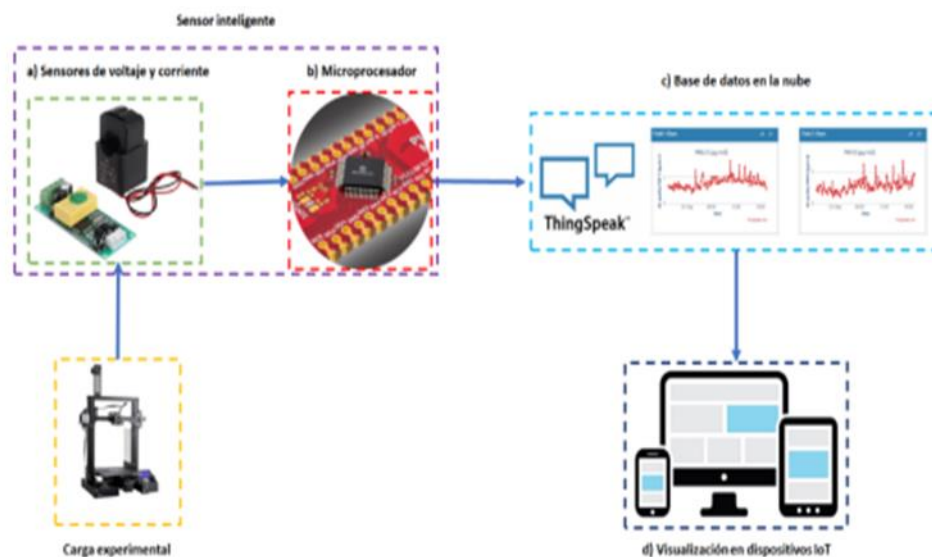 Sensor inteligente
a) Sensores de voltaje y corriente
b) Microprocesador
c) Base de datos en la nube
ThingSpeak™
Carga experimental
d) Visualización en dispositivos IoT